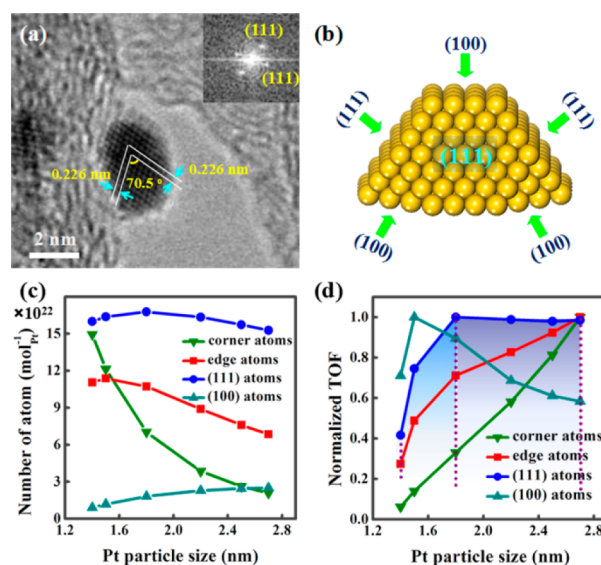 (a)
(111)
(111)
0.226 nm
0.226 nm
70.5 °
2 nm
(b)
(100)
(111)
(111)
(111)
(100)
(100)
(c)
×10²²
Number of atom (mol⁻¹Pt)
15
12
9
6
3
0
corner atoms
edge atoms
(111) atoms
(100) atoms
1.2 1.6 2.0 2.4 2.8
Pt particle size (nm)
(d)
Normalized TOF
1.0
0.8
0.6
0.4
0.2
0.0
corner atoms
edge atoms
(111) atoms
(100) atoms
1.2 1.6 2.0 2.4 2.8
Pt particle size (nm)